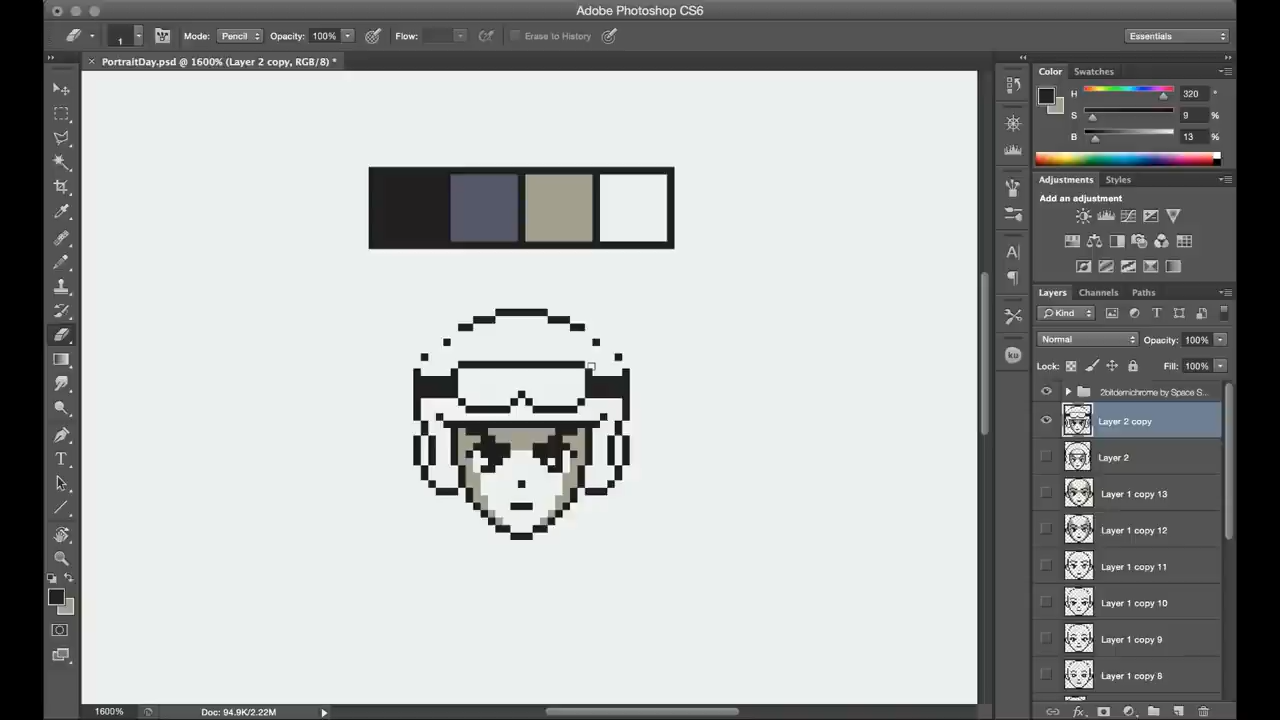 Adobe Photoshop CS6
1
Mode: Pencil Opacity: 100% Flow: Erase to History Essentials
× PortraitDay.psd @ 1600% (Layer 2 copy, RGB/8) *
Color Swatches
H 320 °
S 9 %
B 13 %
Adjustments Styles
Add an adjustment
Layers Channels Paths
Kind
Normal Opacity: 100%
Lock: Fill: 100%
2bitdemichrome by Space S...
Layer 2 copy
Layer 2
Layer 1 copy 13
Layer 1 copy 12
Layer 1 copy 11
Layer 1 copy 10
Layer 1 copy 9
Layer 1 copy 8
ku
1600% Doc: 94.9K/2.22M